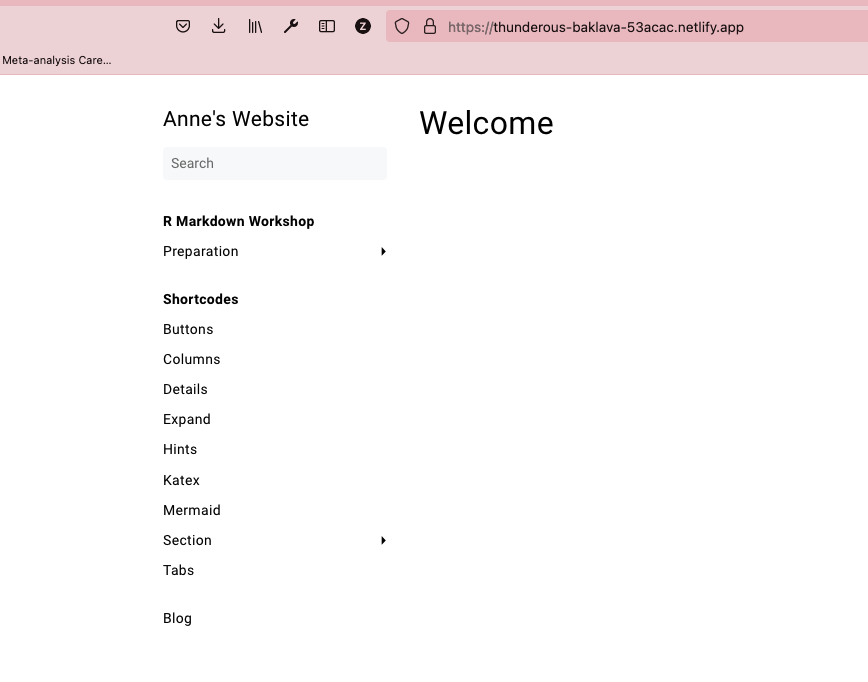 Z
https://thunderous-baklava-53acac.netlify.app
Meta-analysis Care...
Anne's Website
Welcome
Search
R Markdown Workshop
Preparation
Shortcodes
Buttons
Columns
Details
Expand
Hints
Katex
Mermaid
Section
Tabs
Blog